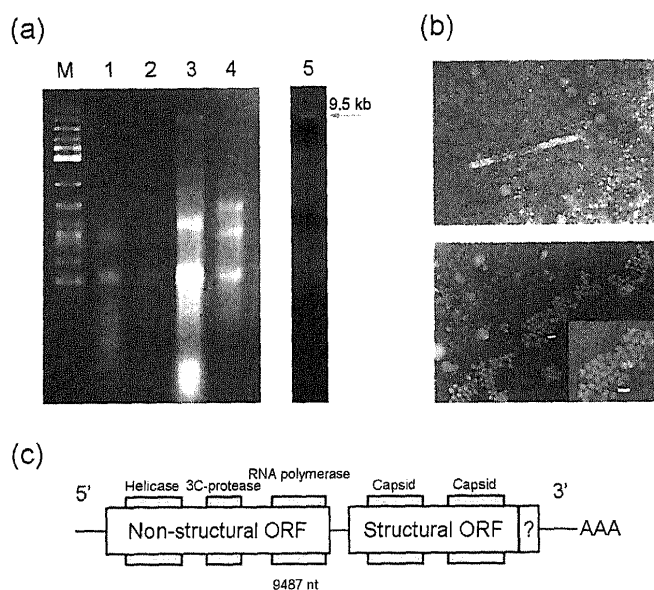 (a)
(b)
M 1 2 3 4 5
9.5 kb
(c)
5' Helicase 3C-protease RNA polymerase Capsid Capsid 3'
Non-structural ORF Structural ORF ? AAA
9487 nt